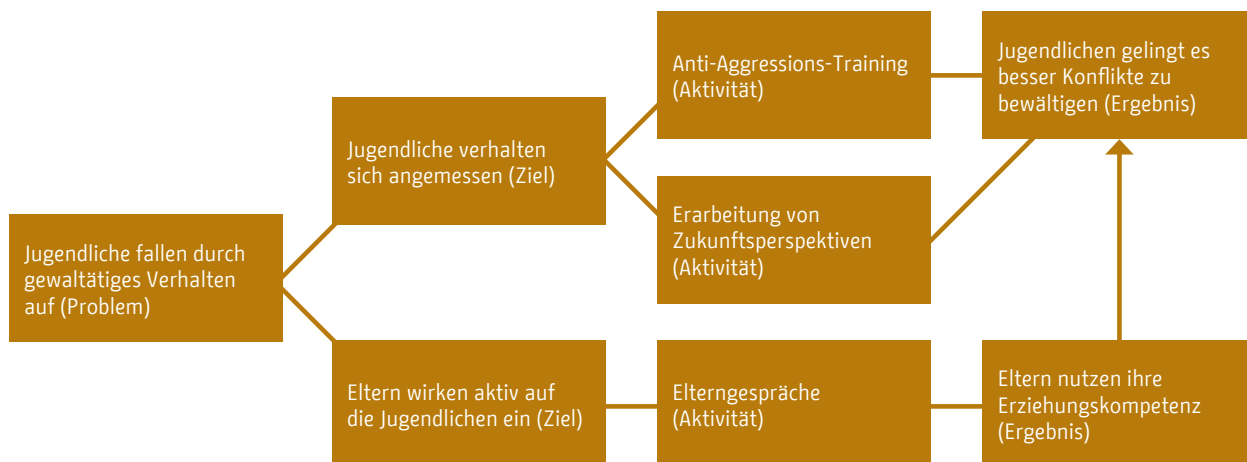 Jugendliche fallen durch
gewaltätiges Verhalten
auf (Problem)
Jugendliche verhalten
sich angemessen (Ziel)
Eltern wirken aktiv auf
die Jugendlichen ein (Ziel)
Anti-Aggressions-Training
(Aktivität)
Erarbeitung von
Zukunftsperspektiven
(Aktivität)
Elterngespräche
(Aktivität)
Jugendlichen gelingt es
besser Konflikte zu
bewältigen (Ergebnis)
Eltern nutzen ihre
Erziehungskompetenz
(Ergebnis)